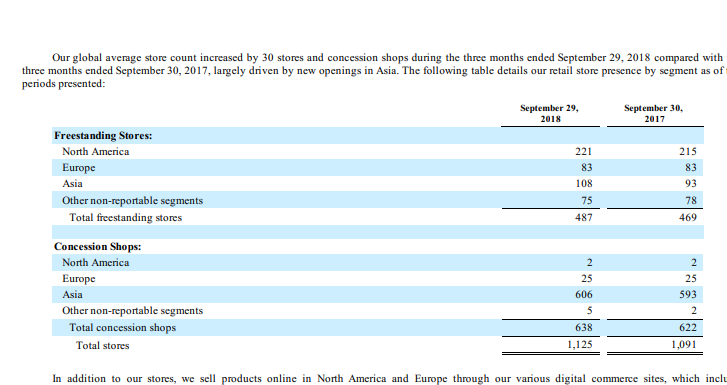 Our global average store count increased by 30 stores and concession shops during the three months ended September 29, 2018 compared with
three months ended September 30, 2017, largely driven by new openings in Asia. The following table details our retail store presence by segment as of
periods presented:
September 29, 2018 September 30, 2017
Freestanding Stores:
North America 221 215
Europe 83 83
Asia 108 93
Other non-reportable segments 75 78
Total freestanding stores 487 469
Concession Shops:
North America 2 2
Europe 25 25
Asia 606 593
Other non-reportable segments 5 2
Total concession shops 638 622
Total stores 1,125 1,091
In addition to our stores, we sell products online in North America and Europe through our various digital commerce sites, which